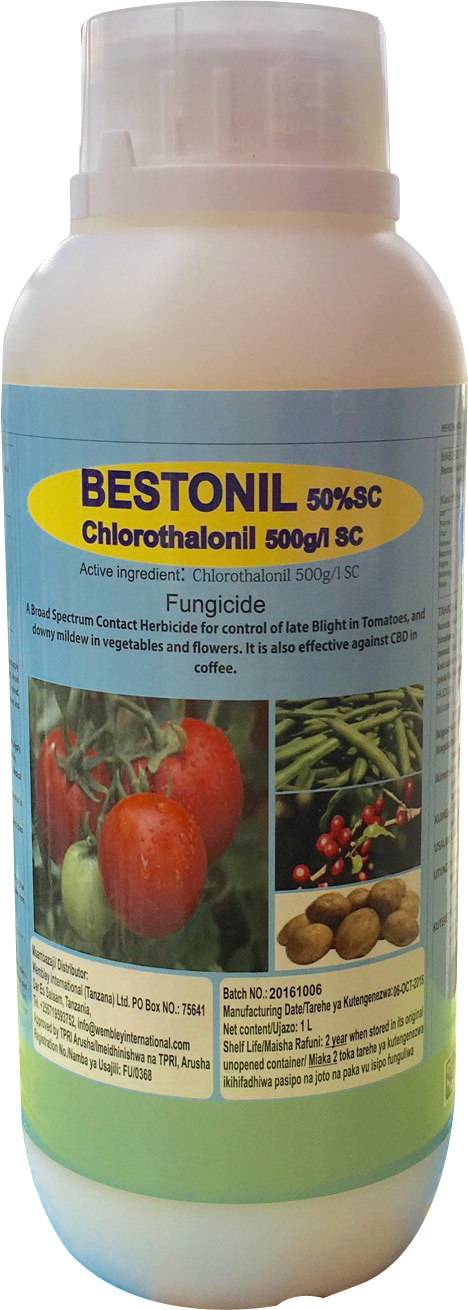 BESTONIL 50%SC
Chlorothalonil 500g/l SC
Active ingredient: Chlorothalonil 500g/l SC
Fungicide
A Broad Spectrum Contact Herbicide for control of late Blight in Tomatoes, and
downy mildew in vegetables and flowers. It is also effective against CBD in
coffee.
Msambazaji/ Distributor;
Wembley International (Tanzana) Ltd. PO Box NO.: 75641
Dar Es Salaam, Tanzania,
info@wembleyinternational.com
Approved by TPRI Arusha/Imeidhinishwa na TPRI, Arusha
Registration No./Namba ya Usajili: FU/0368
Batch NO.: 20161006
Manufacturing Date/Tarehe ya Kutengenezwa:06-OCT-2016
Net content/Ujazo: 1 L
Shelf Life/Maisha Rafuni: 2 year when stored in its original
unopened container/ Miaka 2 toka tarehe ya kutengenezwa
ikihifadhiwa pasipo na joto na paka vu isipo funguliwa